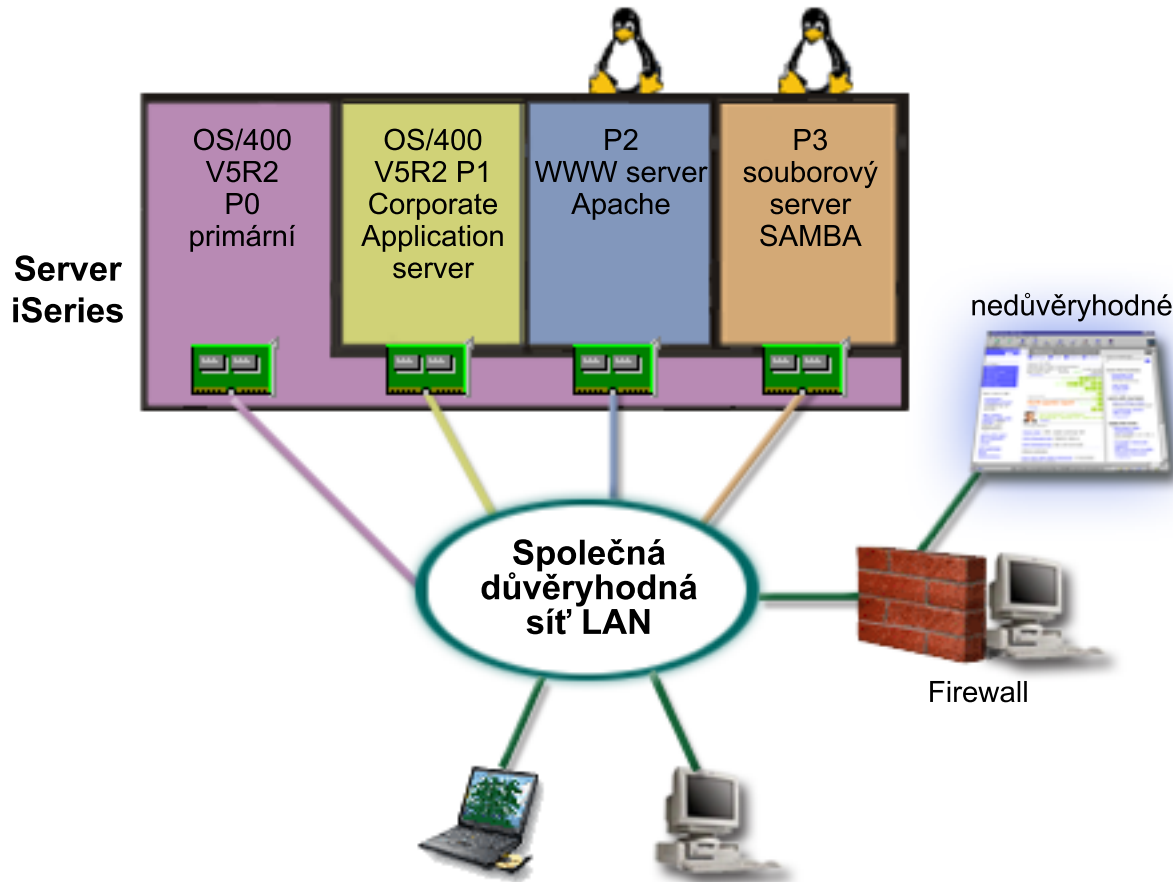 OS/400
V5R2
P0
primární
OS/400
V5R2 P1
Corporate
Application
server
P2
WWW server
Apache
P3
souborový
server
SAMBA
Server
iSeries
nedůvěryhodné
Společná
důvěryhodná
síť LAN
Firewall